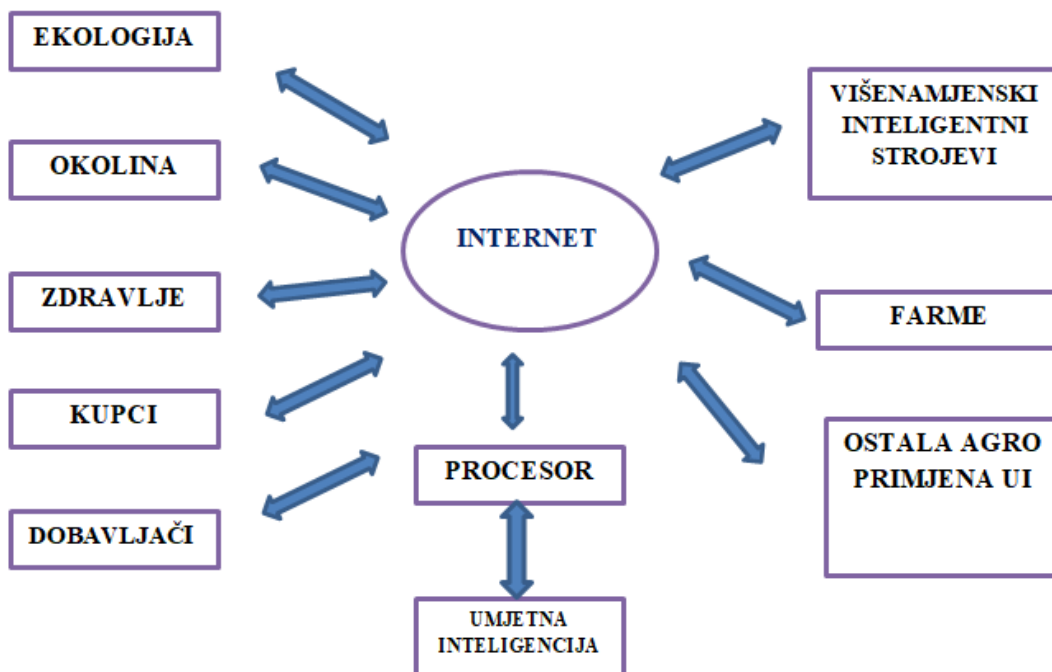 EKOLOGIJA
OKOLINA
ZDRAVLJE
KUPCI
DOBAVLJAČI
INTERNET
PROCESOR
UMJETNA
INTELIGENCIJA
VIŠENAMJENSKI
INTELIGENTNI
STROJEVI
FARME
OSTALA AGRO
PRIMJENA UI